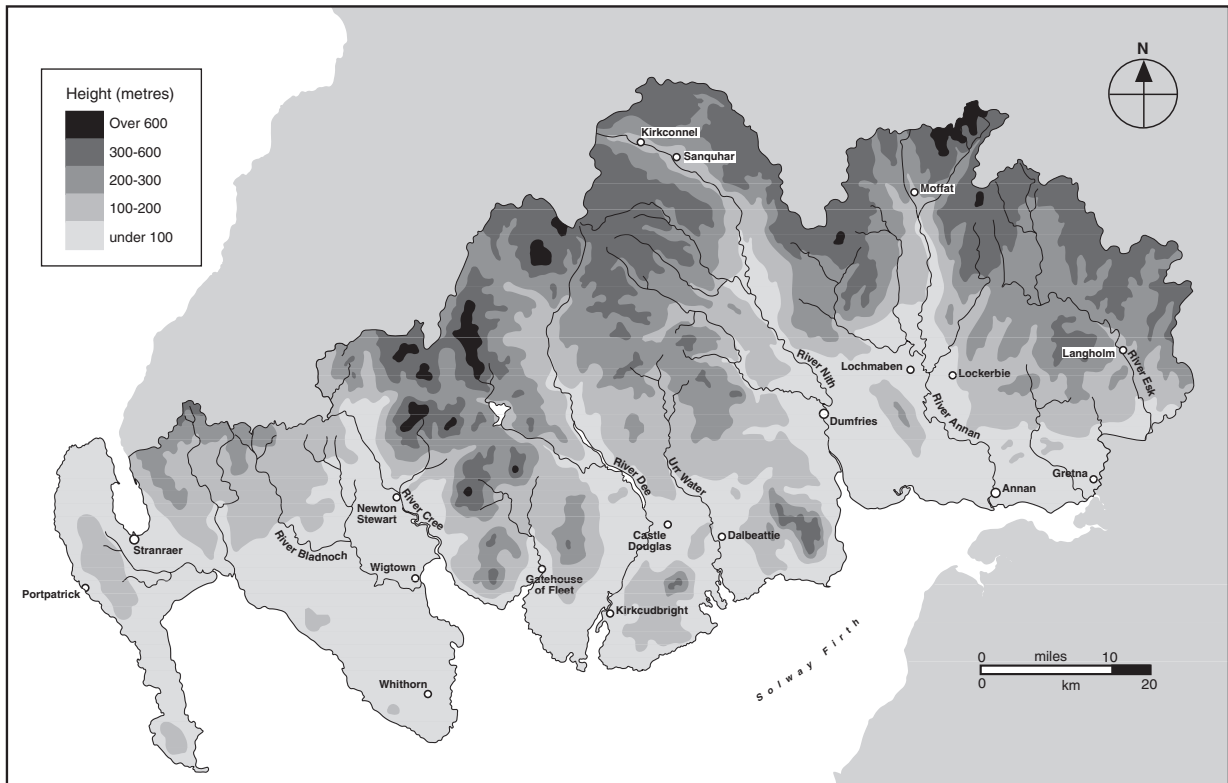 Height (metres)
Over 600
300-600
200-300
100-200
under 100
N
Kirkconnel
Sanquhar
Moffat
Langholm
River Esk
Lochmaben
Lockerbie
River Nith
River Annan
Dumfries
Gretna
Annan
Newton
Stewart
River Cree
River Dee
Urr Water
Castle
Douglas
Dalbeattie
Stranraer
River Bladnoch
Wigtown
Gatehouse
of Fleet
Portpatrick
Kirkcudbright
Whithorn
Solway Firth
0 miles 10
0 km 20